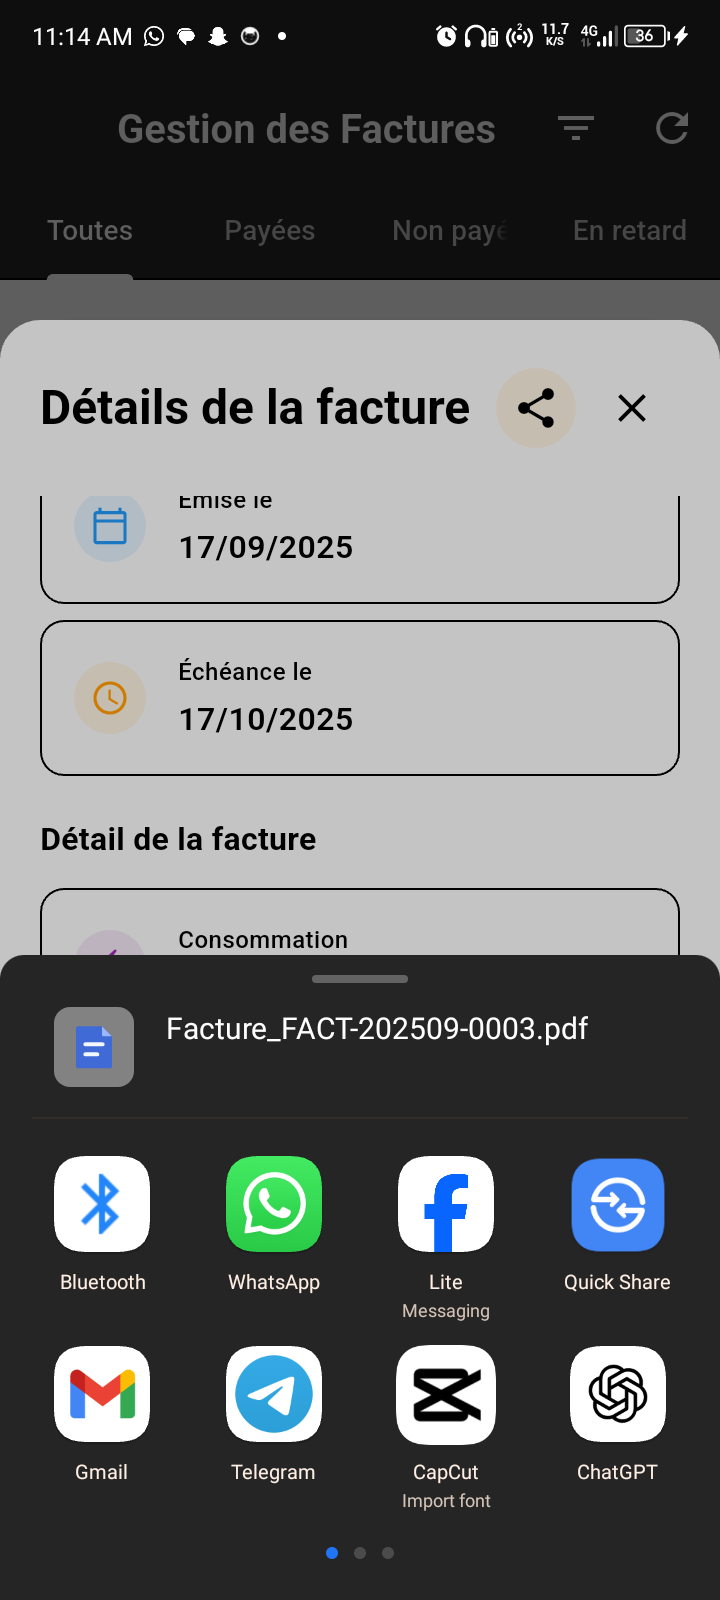 11:14 AM
2
11.7
K/S
4G
36
Gestion des Factures
Toutes
Payées
Non payé
En retard
Détails de la facture
Émise le
17/09/2025
Échéance le
17/10/2025
Détail de la facture
Consommation
Facture_FACT-202509-0003.pdf
Bluetooth
WhatsApp
Lite
Messaging
Quick Share
Gmail
Telegram
CapCut
Import font
ChatGPT